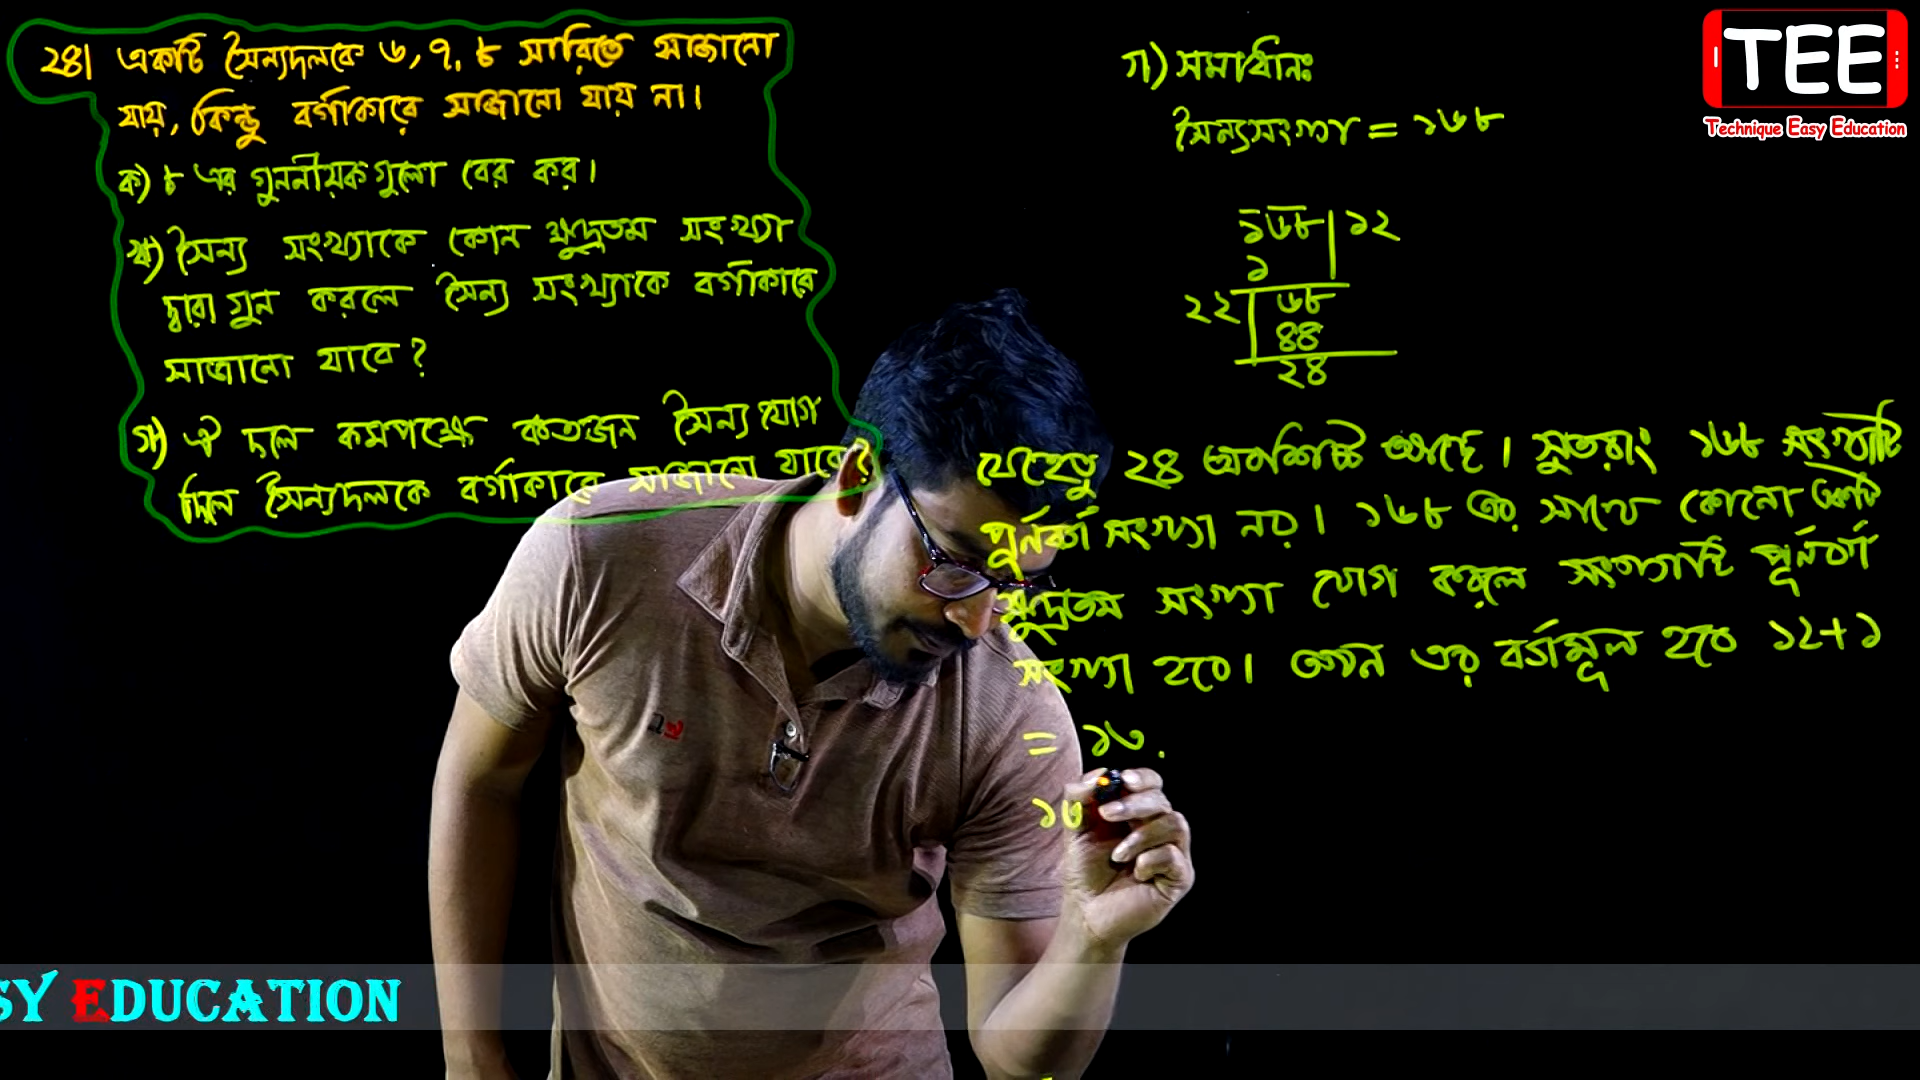 ২৪। একটি সৈন্যদলকে ৬, ৭, ৮ সারিতে সাজানো
যায়, কিন্তু বর্গাকারে সাজানো যায় না।
ক) ৮ এর গুননীয়কগুলো বের কর।
খ) সৈন্য সংখ্যাকে কোন ক্ষুদ্রতম সংখ্যা
দ্বারা গুন করলে সৈন্য সংখ্যাকে বর্গাকারে
সাজানো যাবে?
গ) ঐ দলে কমপক্ষে কতজন সৈন্য যোগ
দিলে সৈন্যদলকে বর্গাকারে সাজানো যাবে?
গ) সমাধানঃ
সৈন্যসংখ্যা = ১৬৮
১৬৮ | ১২
১
২২ | ৬৮
৪৪
২৪
যেহেতু ২৪ অবশিষ্ট আছে। সুতরাং ১৬৮ সংখ্যাটি
পূর্নবর্গ সংখ্যা নয়। ১৬৮ এর সাথে কোনো একটি
ক্ষুদ্রতম সংখ্যা যোগ করলে সংখ্যাটি পূর্নবর্গ
সংখ্যা হবে। তখন এর বর্গমূল হবে ১২+১
= ১৩.
১৩
TEE
Technique Easy Education
SY EDUCATION